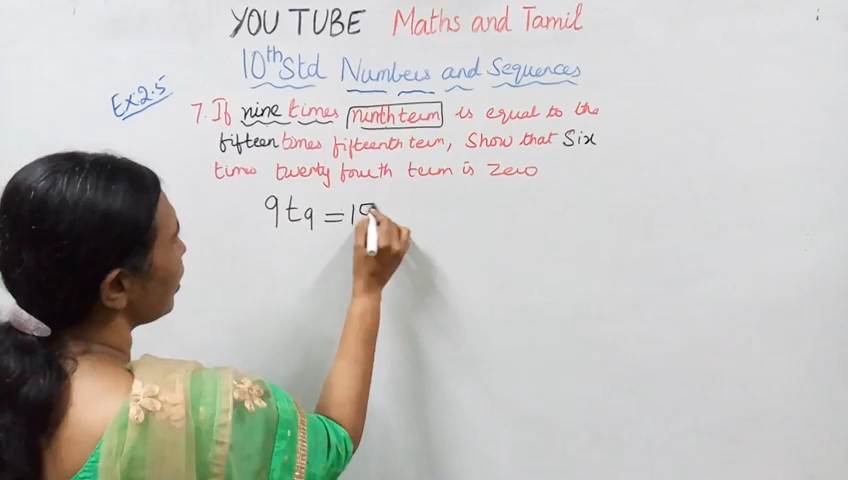 YOU TUBE Maths and Tamil
10th Std Numbers and Sequences
Ex:2.5
7. If nine times ninth term is equal to the
fifteen times fifteenth term, Show that Six
times twenty fourth term is Zero
9t9 = 15